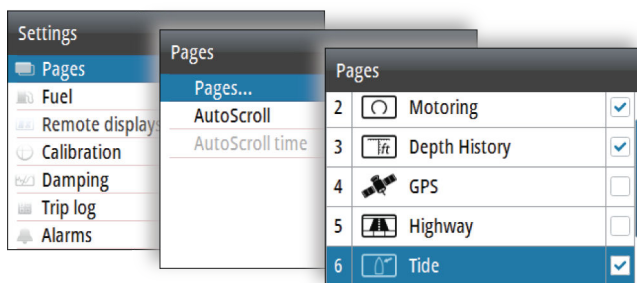 Settings
Pages
Fuel
Remote displays
Calibration
Damping
Trip log
Alarms
Pages
Pages...
AutoScroll
AutoScroll time
Pages
2 Motoring
3 ft Depth History
4 GPS
5 Highway
6 Tide